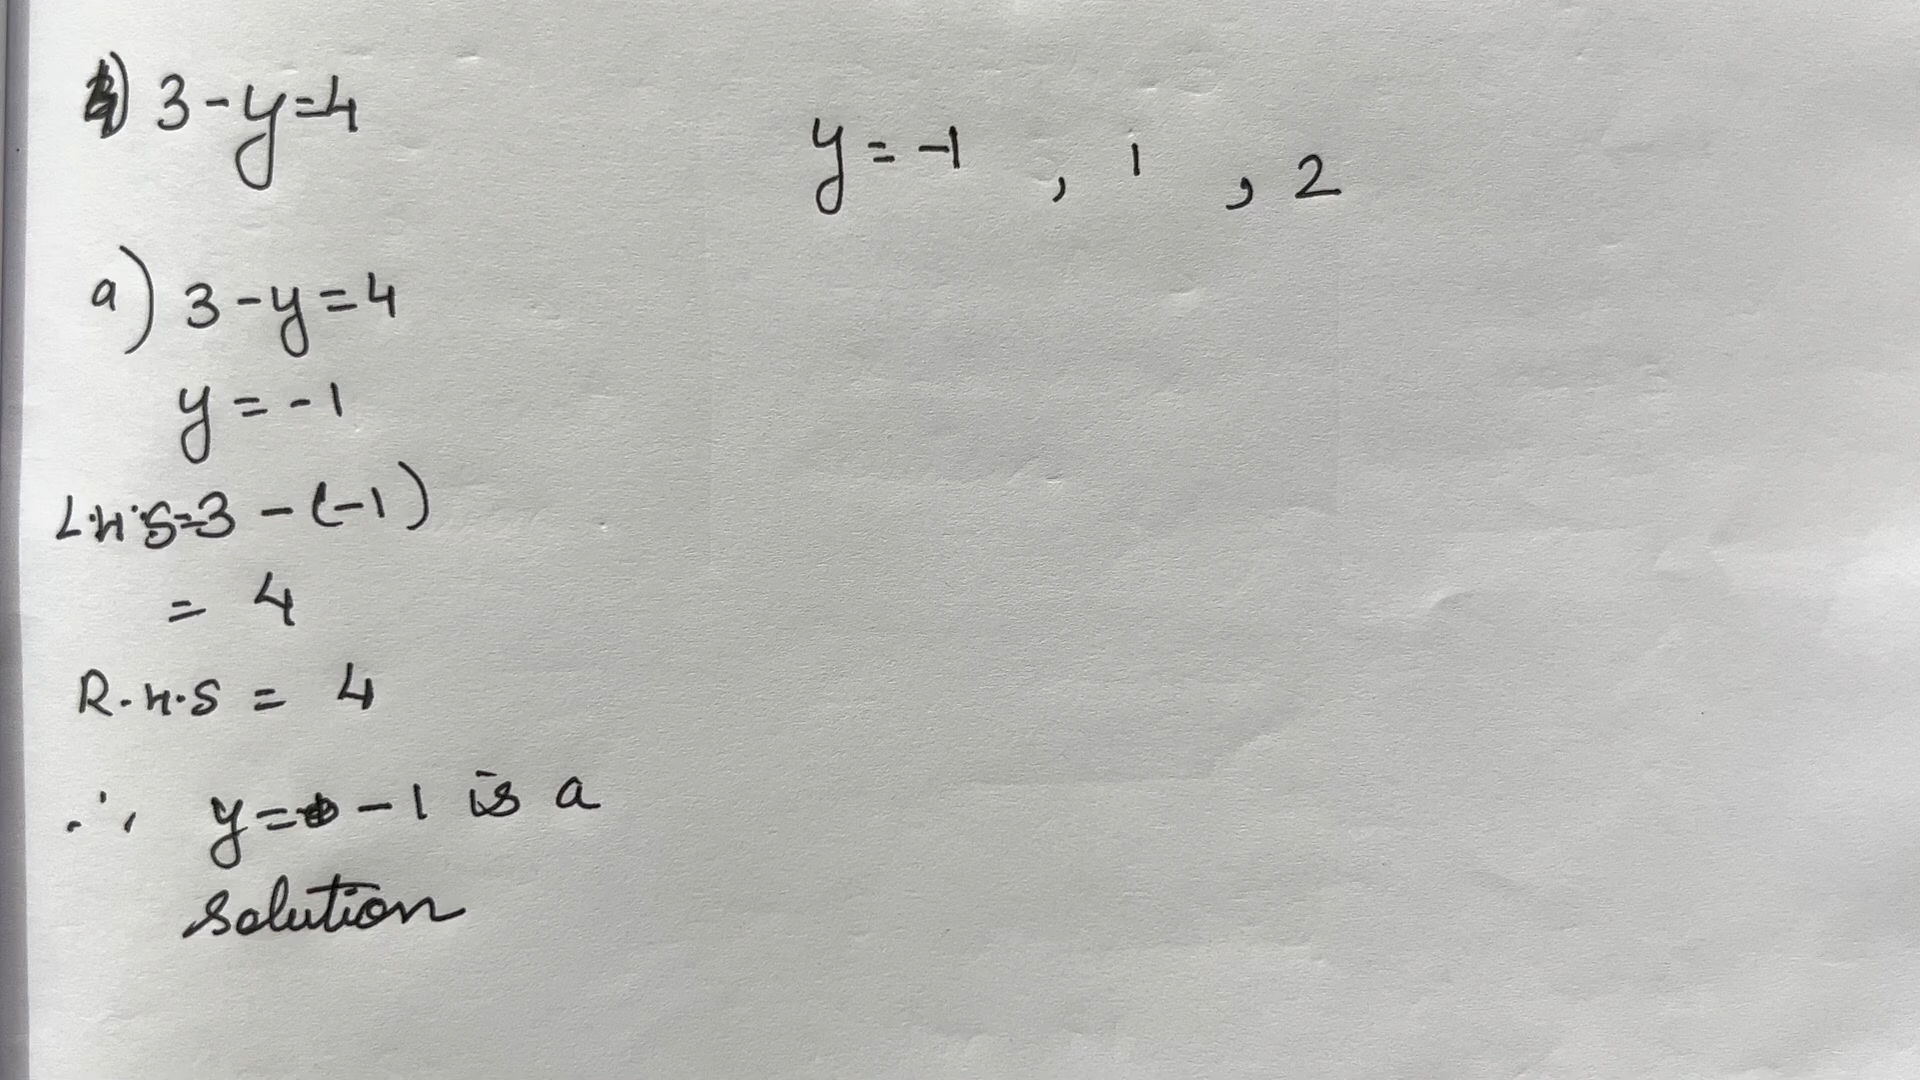 ) 3-y=4
y = -1 , 1 , 2
a) 3-y=4
y = -1
L.H.S=3 - (-1)
= 4
R.H.S = 4
∴ y= -1 is a
solution